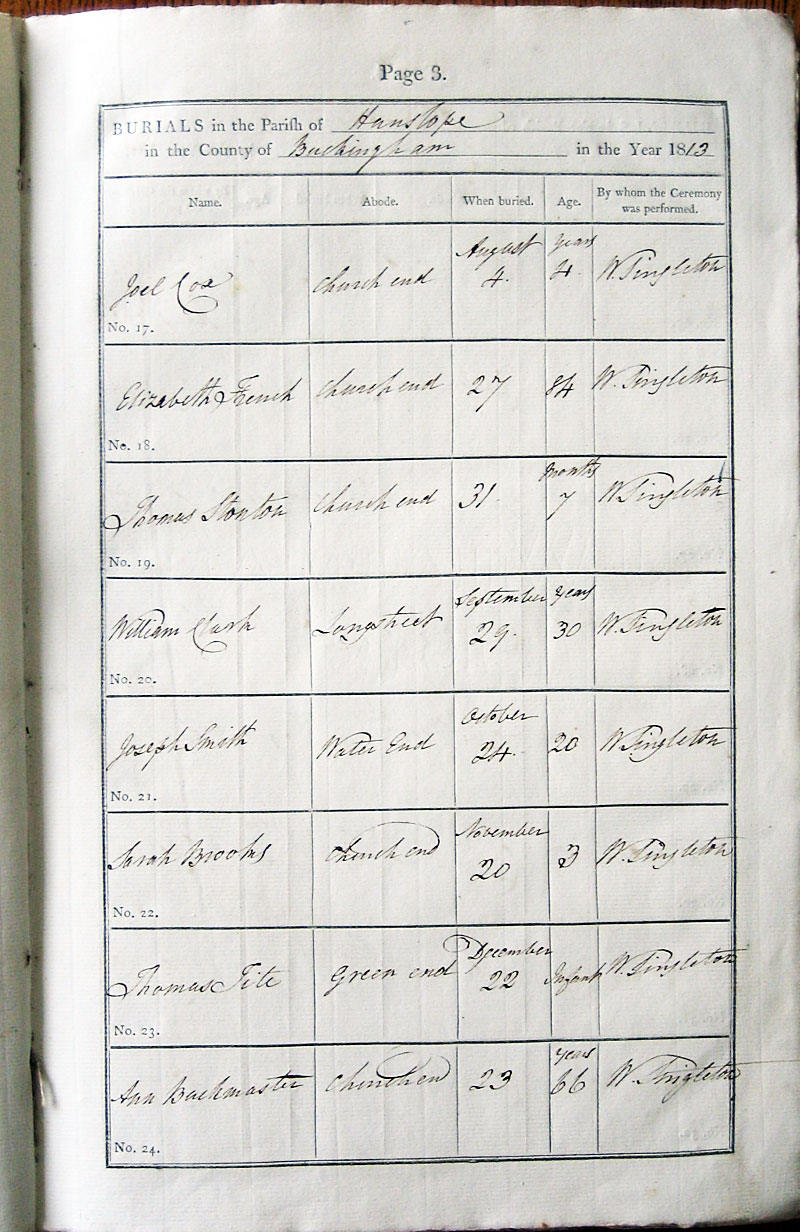 Page 3.
BURIALS in the Parish of Hanslope
in the County of Buckingham in the Year 1813
Name. Abode. When buried. Age. By whom the Ceremony was performed.
August Years
Joel Cox Church end 4. 4. W. Singleton
No. 17.
Elizabeth French Church end 27 84 W. Singleton
No. 18.
Months
Thomas Stonton Church end 31. 7 W. Singleton
No. 19.
September Years
William Clark Longstreet 29. 30 W. Singleton
No. 20.
October
Joseph Smith Water End 24. 20 W. Singleton
No. 21.
November
Sarah Brooks Church end 20 3 W. Singleton
No. 22.
December
Thomas Tite Green end 22 Infant W. Singleton
No. 23.
Years
Ann Buckmaster Church end 23 66 W. Singleton
No. 24.